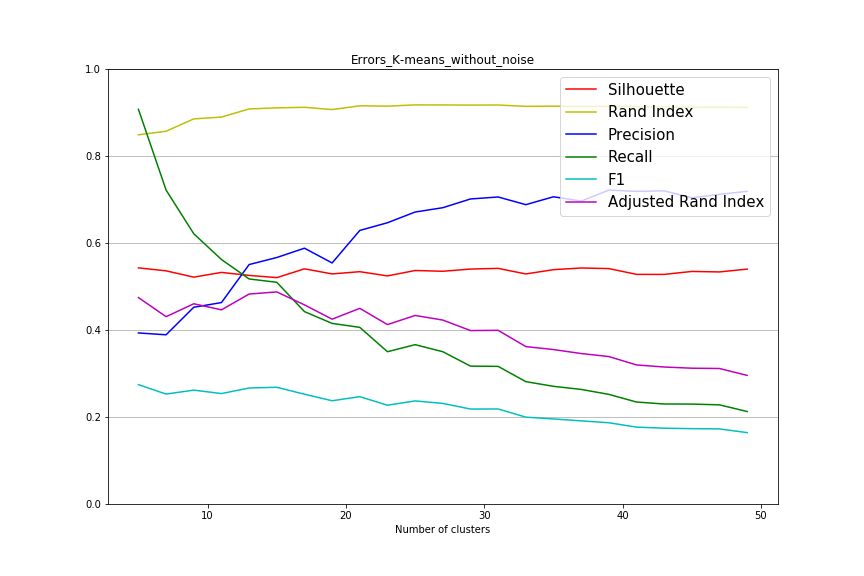 Errors_K-means_without_noise
1.0
0.8
0.6
0.4
0.2
0.0
Silhouette
Rand Index
Precision
Recall
F1
Adjusted Rand Index
10 20 30 40 50
Number of clusters